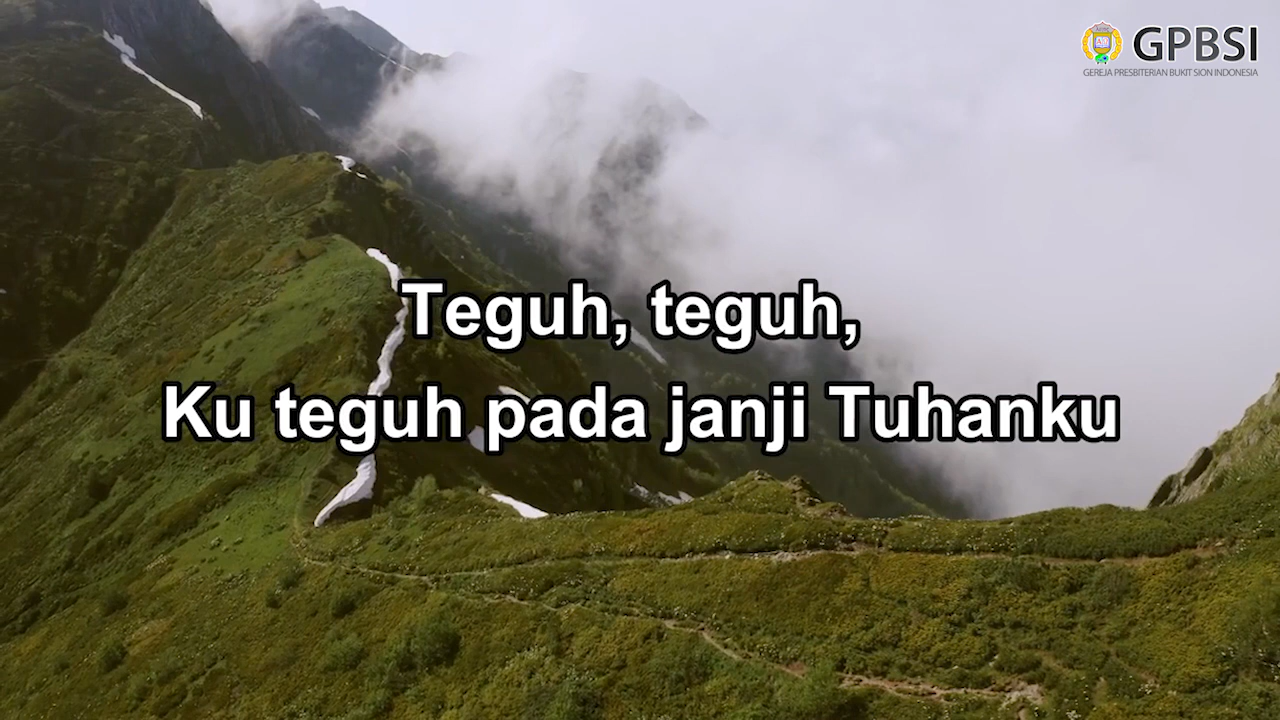 GPBSI
GEREJA PRESBITERIAN BUKIT SION INDONESIA
Teguh, teguh,
Ku teguh pada janji Tuhanku